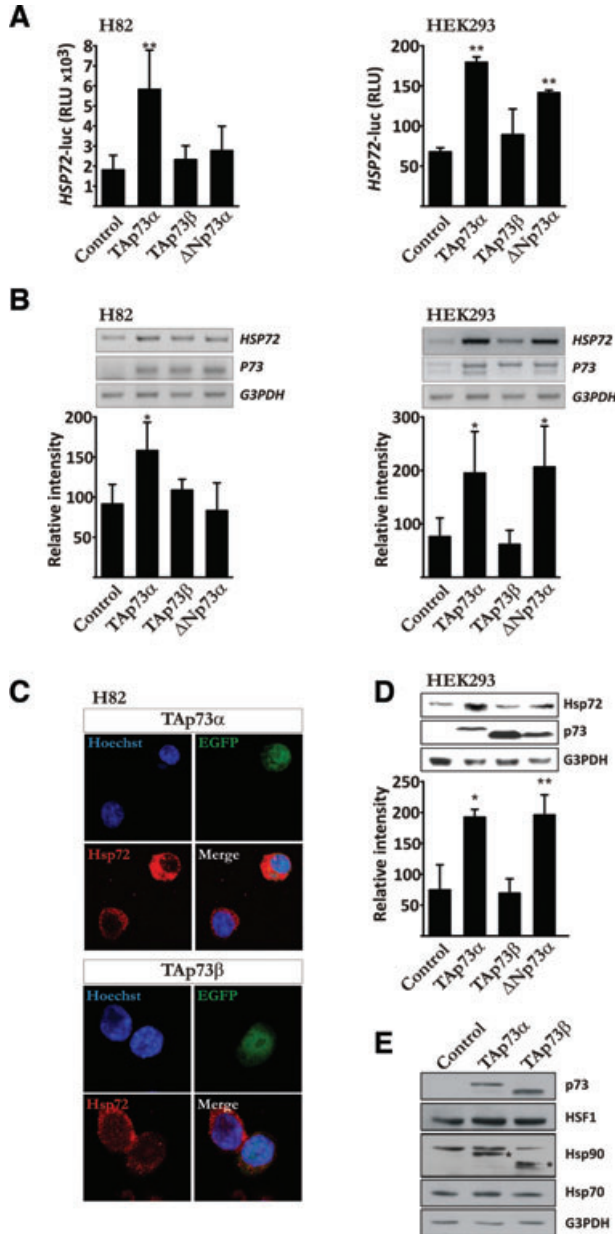 A
H82
HSP72-luc (RLU x10³)
8
7
6
5
4
3
2
1
Control
TAp73α
TAp73β
ΔNp73α
**
HEK293
HSP72-luc (RLU)
200
150
100
50
Control
TAp73α
TAp73β
ΔNp73α
**
**
B
H82
HSP72
P73
G3PDH
Relative intensity
200
150
100
50
*
Control
TAp73α
TAp73β
ΔNp73α
HEK293
HSP72
P73
G3PDH
Relative intensity
300
200
100
*
*
Control
TAp73α
TAp73β
ΔNp73α
C
H82
TAp73α
Hoechst
EGFP
Hsp72
Merge
TAp73β
Hoechst
EGFP
Hsp72
Merge
D
HEK293
Hsp72
p73
G3PDH
Relative intensity
200
150
100
50
*
**
Control
TAp73α
TAp73β
ΔNp73α
E
Control
TAp73α
TAp73β
p73
HSF1
Hsp90
*
*
Hsp70
G3PDH